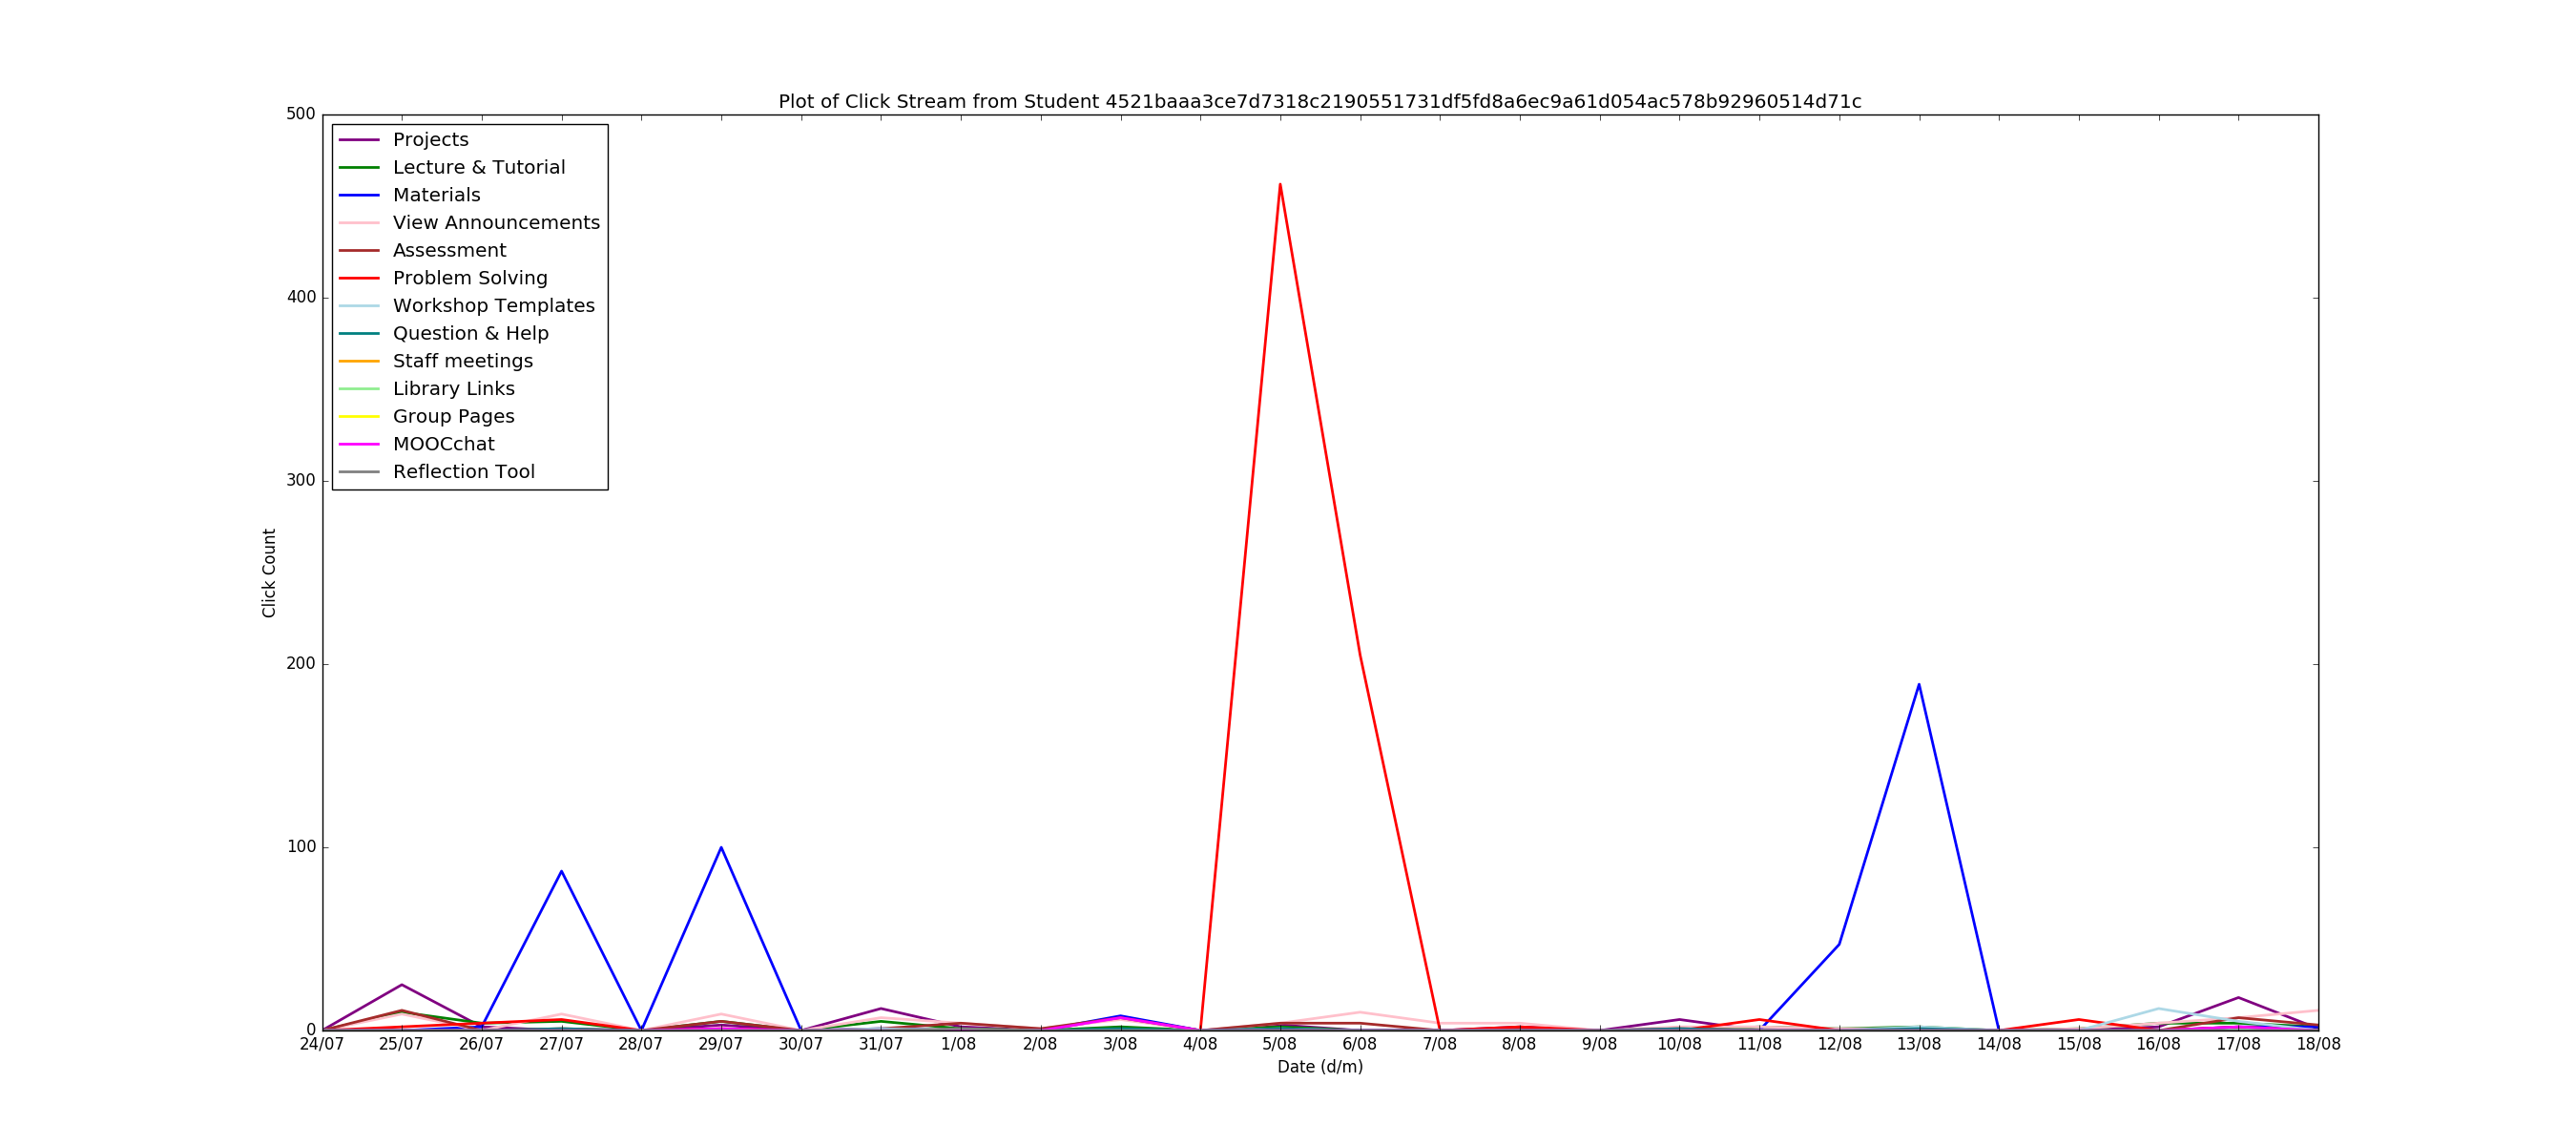 Plot of Click Stream from Student 4521baaa3ce7d7318c2190551731df5fd8a6ec9a61d054ac578b92960514d71c
500
400
300
200
100
0
Click Count
Projects
Lecture & Tutorial
Materials
View Announcements
Assessment
Problem Solving
Workshop Templates
Question & Help
Staff meetings
Library Links
Group Pages
MOOCchat
Reflection Tool
24/07 25/07 26/07 27/07 28/07 29/07 30/07 31/07 1/08 2/08 3/08 4/08 5/08 6/08 7/08 8/08 9/08 10/08 11/08 12/08 13/08 14/08 15/08 16/08 17/08 18/08
Date (d/m)